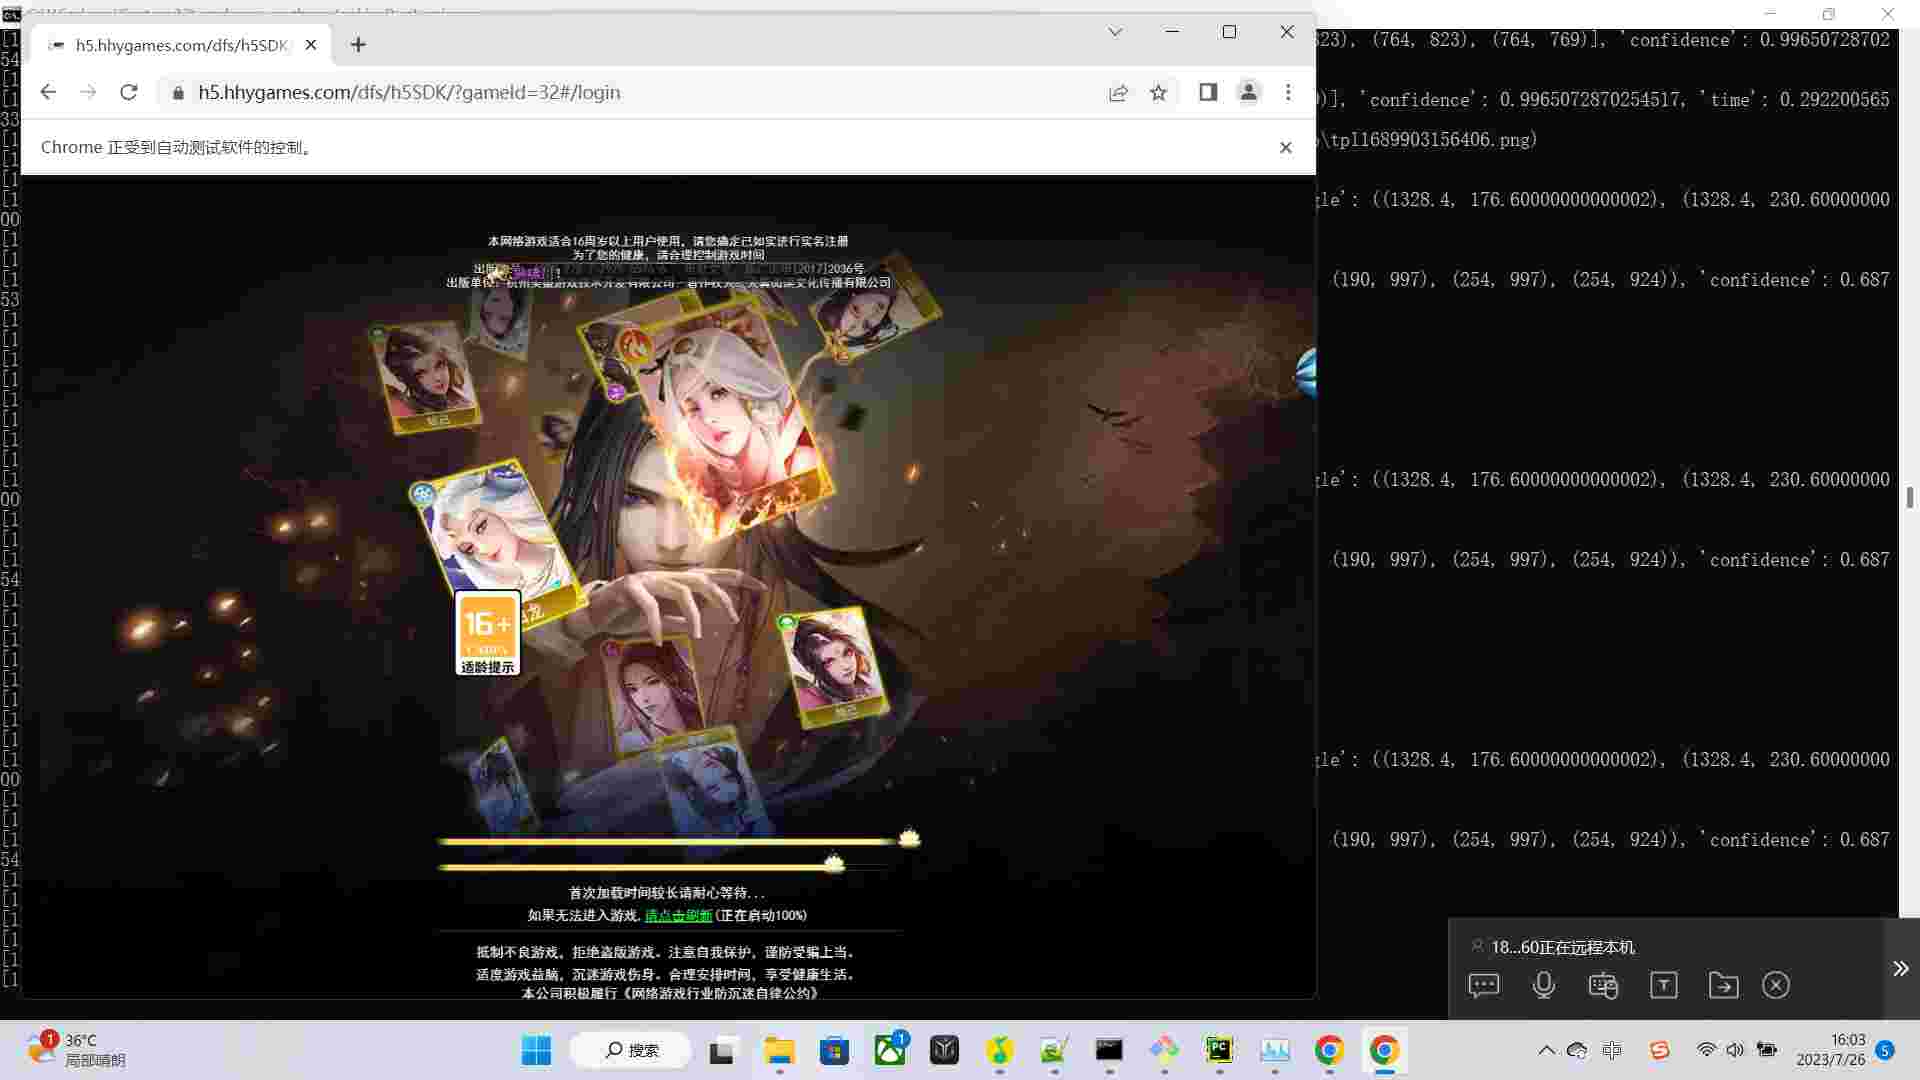 h5.hhygames.com/dfs/h5SDK
h5.hhygames.com/dfs/h5SDK/?gameId=32#/login
Chrome 正受到自动测试软件的控制。
本网络游戏适合16周岁以上用户使用，请您确定已如实进行实名注册
为了您的健康，请合理控制游戏时间
[2017]2036号
出版单位：杭州
文化传播有限公司
妲己
龙
16+
适龄提示
妲己
首次加载时间较长请耐心等待...
如果无法进入游戏,请点击刷新(正在启动100%)
抵制不良游戏，拒绝盗版游戏。注意自我保护，谨防受骗上当。
适度游戏益脑，沉迷游戏伤身。合理安排时间，享受健康生活。
本公司积极履行《网络游戏行业防沉迷自律公约》
823), (764, 823), (764, 769)], 'confidence': 0.99650728702
)], 'confidence': 0.9965072870254517, 'time': 0.292200565
\tpl1689903156406.png)
gle': ((1328.4, 176.60000000000002), (1328.4, 230.60000000
(190, 997), (254, 997), (254, 924)), 'confidence': 0.687
gle': ((1328.4, 176.60000000000002), (1328.4, 230.60000000
(190, 997), (254, 997), (254, 924)), 'confidence': 0.687
gle': ((1328.4, 176.60000000000002), (1328.4, 230.60000000
(190, 997), (254, 997), (254, 924)), 'confidence': 0.687
18...60正在远程本机
1
36°C
局部晴朗
搜索
1
PC
中
16:03
2023/7/26
5